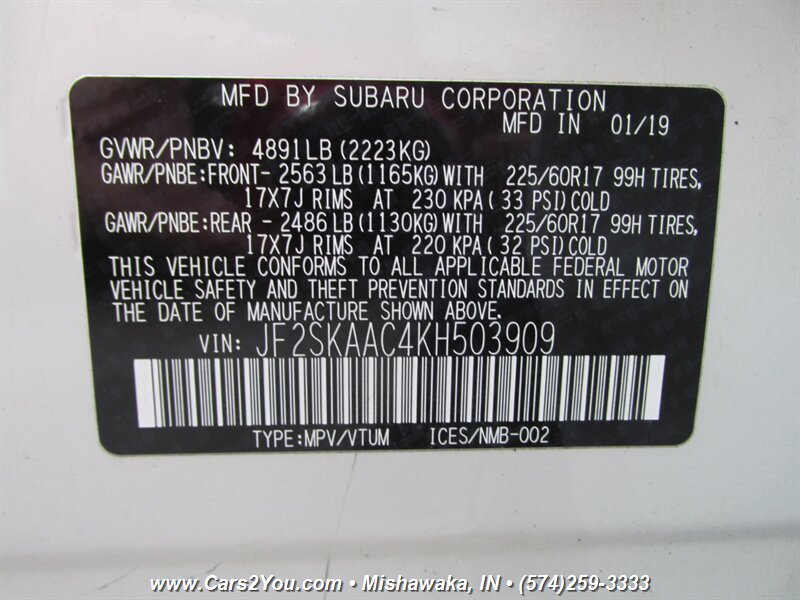 MFD BY SUBARU CORPORATION
MFD IN 01/19
GVWR/PNBV: 4891LB (2223KG)
GAWR/PNBE:FRONT- 2563 LB (1165KG) WITH 225/60R17 99H TIRES,
17X7J RIMS AT 230 KPA ( 33 PSI) COLD
GAWR/PNBE:REAR - 2486 LB (1130KG) WITH 225/60R17 99H TIRES,
17X7J RIMS AT 220 KPA ( 32 PSI) COLD
THIS VEHICLE CONFORMS TO ALL APPLICABLE FEDERAL MOTOR
VEHICLE SAFETY AND THEFT PREVENTION STANDARDS IN EFFECT ON
THE DATE OF MANUFACTURE SHOWN ABOVE.
VIN: JF2SKAAC4KH503909
TYPE:MPV/VTUM ICES/NMB-002
www.Cars2You.com • Mishawaka, IN • (574)259-3333